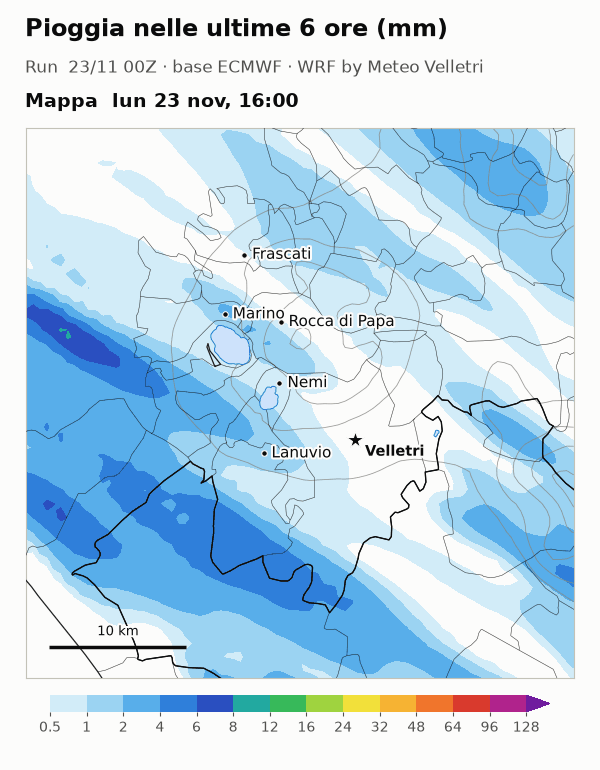 Pioggia nelle ultime 6 ore (mm)
Run  23/11 00Z · base ECMWF · WRF by Meteo Velletri
Mappa  lun 23 nov, 16:00
Frascati
Marino
Rocca di Papa
Nemi
Velletri
Lanuvio
10 km
0.5 1 2 4 6 8 12 16 24 32 48 64 96 128